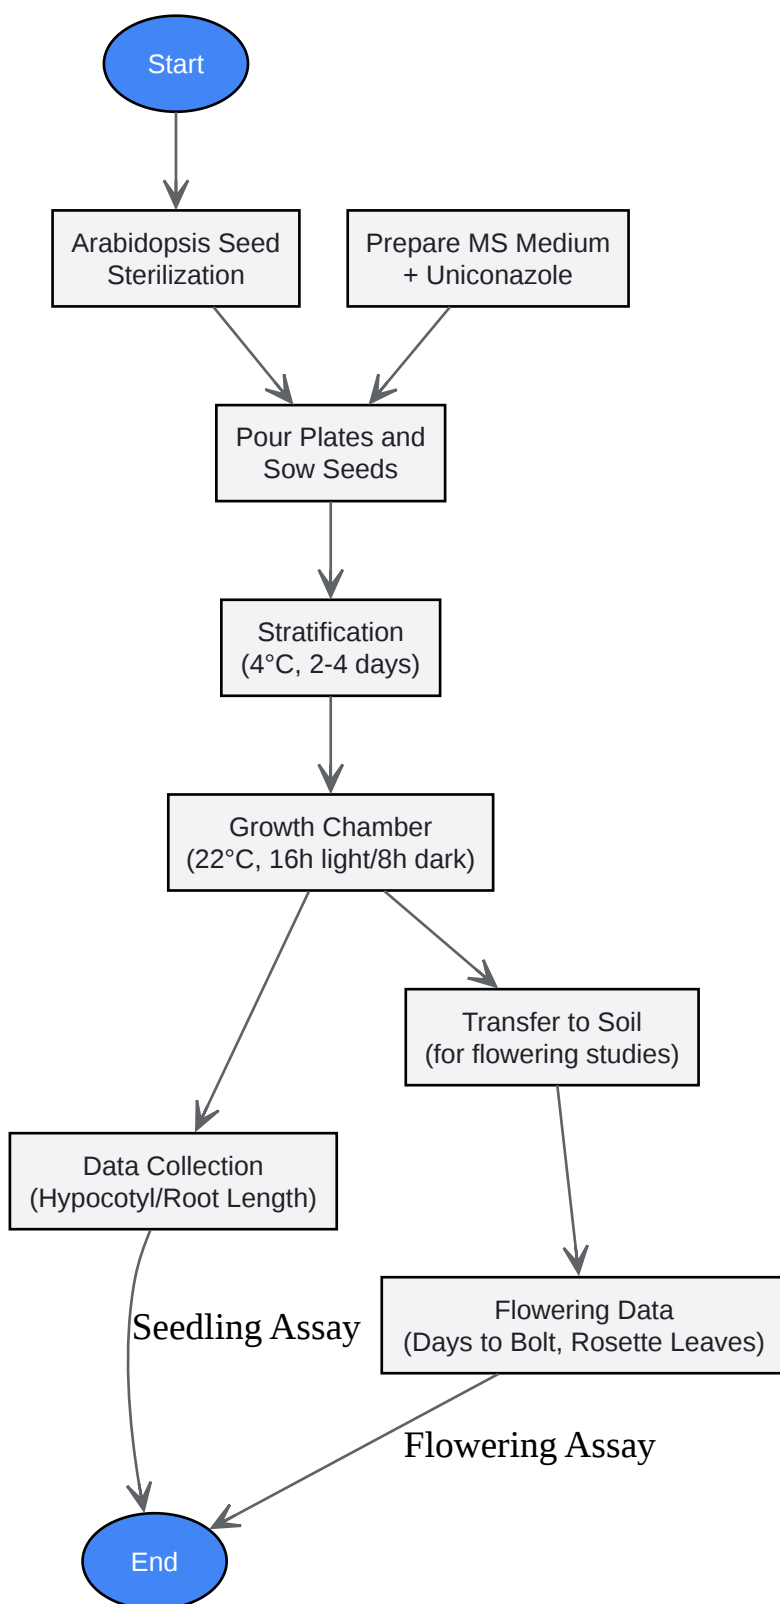 Start
Arabidopsis Seed
Sterilization
Prepare MS Medium
+ Uniconazole
Pour Plates and
Sow Seeds
Stratification
(4°C, 2-4 days)
Growth Chamber
(22°C, 16h light/8h dark)
Transfer to Soil
(for flowering studies)
Data Collection
(Hypocotyl/Root Length)
Flowering Data
(Days to Bolt, Rosette Leaves)
Seedling Assay
Flowering Assay
End